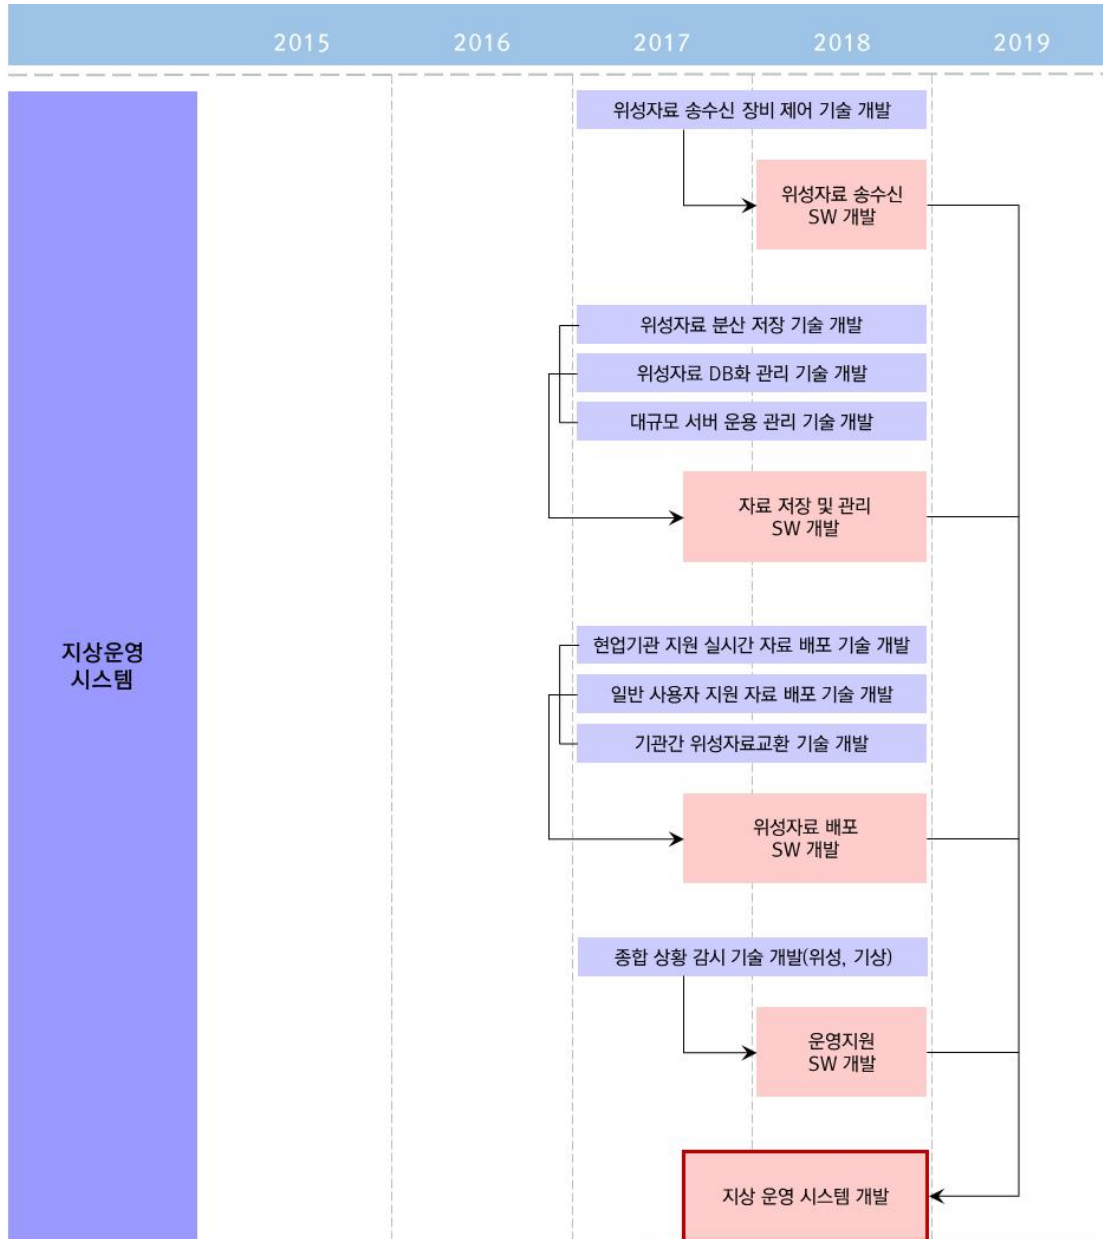 2015 2016 2017 2018 2019
위성자료 송수신 장비 제어 기술 개발
위성자료 송수신
SW 개발
위성자료 분산 저장 기술 개발
위성자료 DB화 관리 기술 개발
대규모 서버 운용 관리 기술 개발
자료 저장 및 관리
SW 개발
지상운영
시스템
현업기관 지원 실시간 자료 배포 기술 개발
일반 사용자 지원 자료 배포 기술 개발
기관간 위성자료교환 기술 개발
위성자료 배포
SW 개발
종합 상황 감시 기술 개발(위성, 기상)
운영지원
SW 개발
지상 운영 시스템 개발